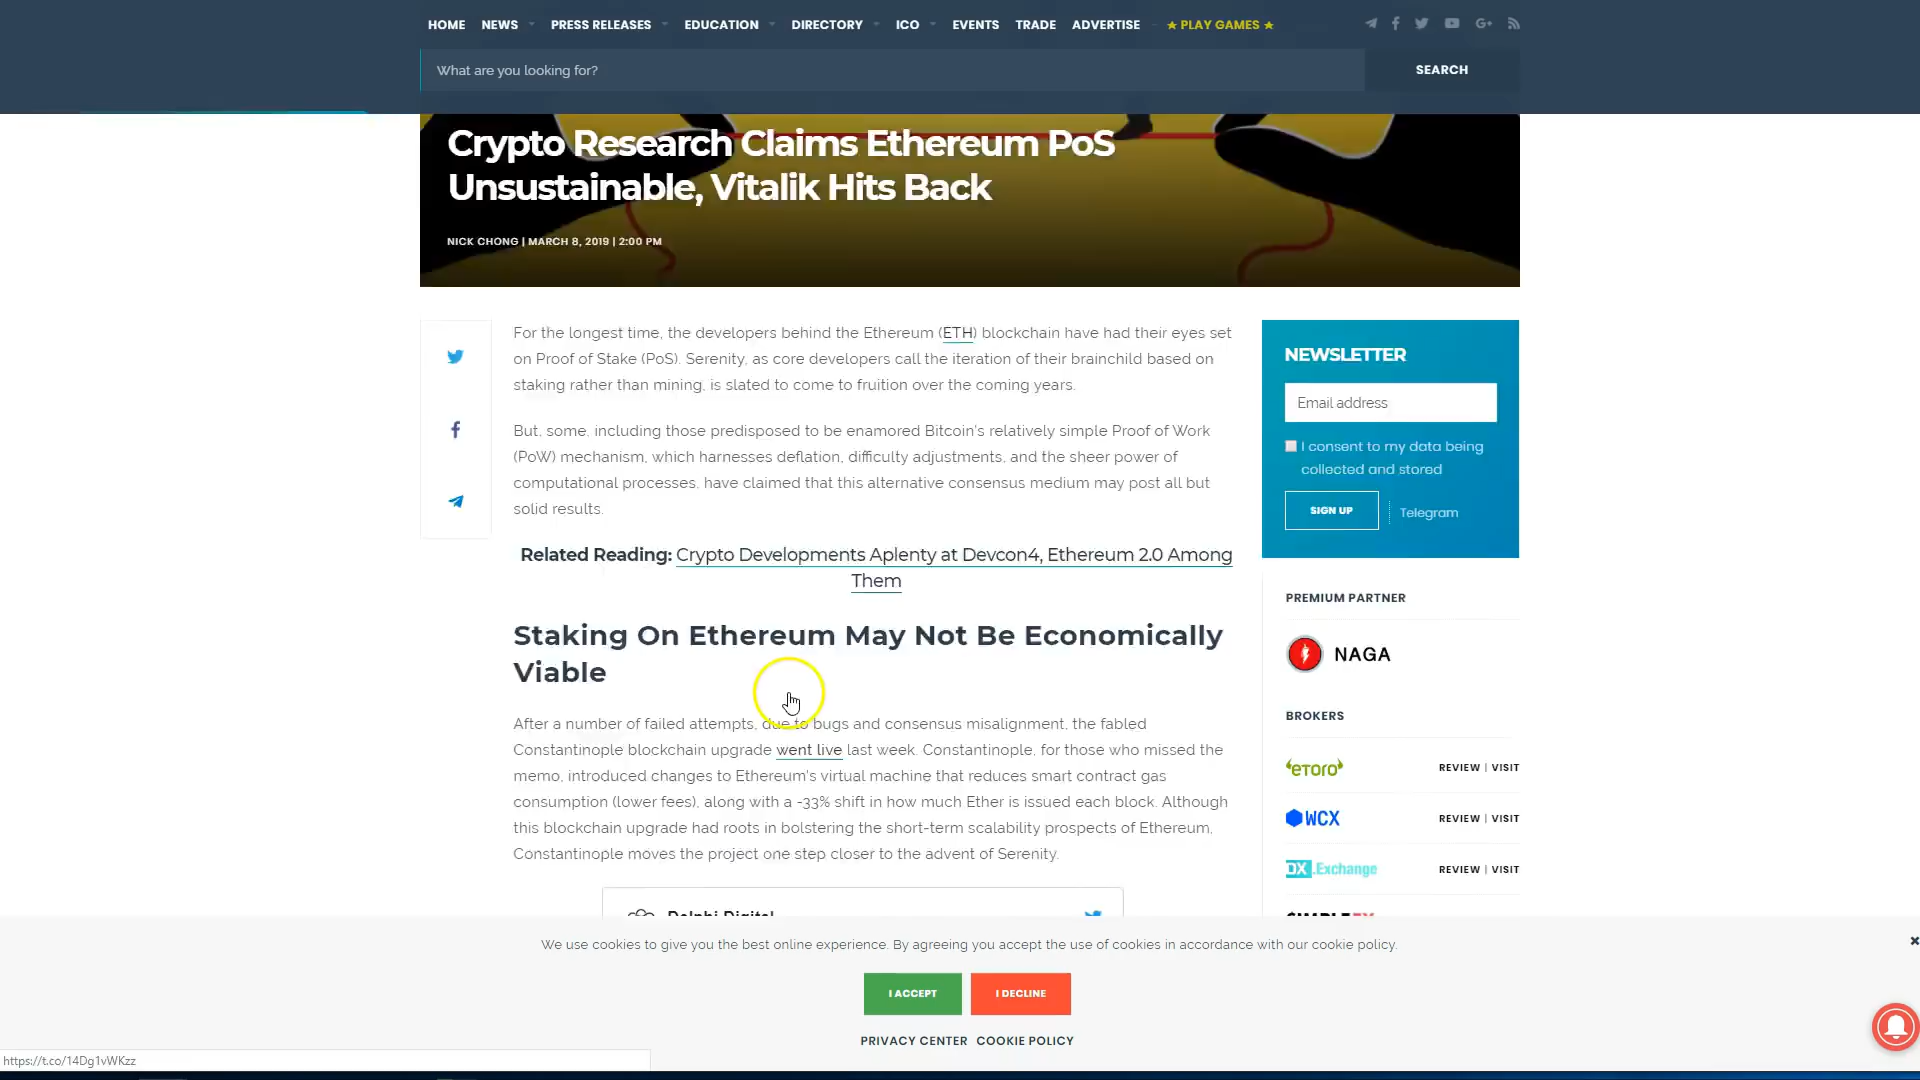 HOME NEWS PRESS RELEASES EDUCATION DIRECTORY ICO EVENTS TRADE ADVERTISE ★ PLAY GAMES ★
What are you looking for?
SEARCH
Crypto Research Claims Ethereum PoS
Unsustainable, Vitalik Hits Back
NICK CHONG | MARCH 8, 2019 | 2:00 PM
For the longest time, the developers behind the Ethereum (ETH) blockchain have had their eyes set
on Proof of Stake (PoS). Serenity, as core developers call the iteration of their brainchild based on
staking rather than mining, is slated to come to fruition over the coming years.
But, some, including those predisposed to be enamored Bitcoin's relatively simple Proof of Work
(PoW) mechanism, which harnesses deflation, difficulty adjustments, and the sheer power of
computational processes, have claimed that this alternative consensus medium may post all but
solid results.
Related Reading: Crypto Developments Aplenty at Devcon4, Ethereum 2.0 Among
Them
Staking On Ethereum May Not Be Economically
Viable
After a number of failed attempts, due to bugs and consensus misalignment, the fabled
Constantinople blockchain upgrade went live last week. Constantinople, for those who missed the
memo, introduced changes to Ethereum's virtual machine that reduces smart contract gas
consumption (lower fees), along with a -33% shift in how much Ether is issued each block. Although
this blockchain upgrade had roots in bolstering the short-term scalability prospects of Ethereum,
Constantinople moves the project one step closer to the advent of Serenity.
Delphi Digital
NEWSLETTER
Email address
I consent to my data being
collected and stored
SIGN UP
Telegram
PREMIUM PARTNER
NAGA
BROKERS
eToro REVIEW | VISIT
WCX REVIEW | VISIT
DX.Exchange REVIEW | VISIT
We use cookies to give you the best online experience. By agreeing you accept the use of cookies in accordance with our cookie policy.
I ACCEPT
I DECLINE
PRIVACY CENTER COOKIE POLICY
https://t.co/14Dg1vWKzz